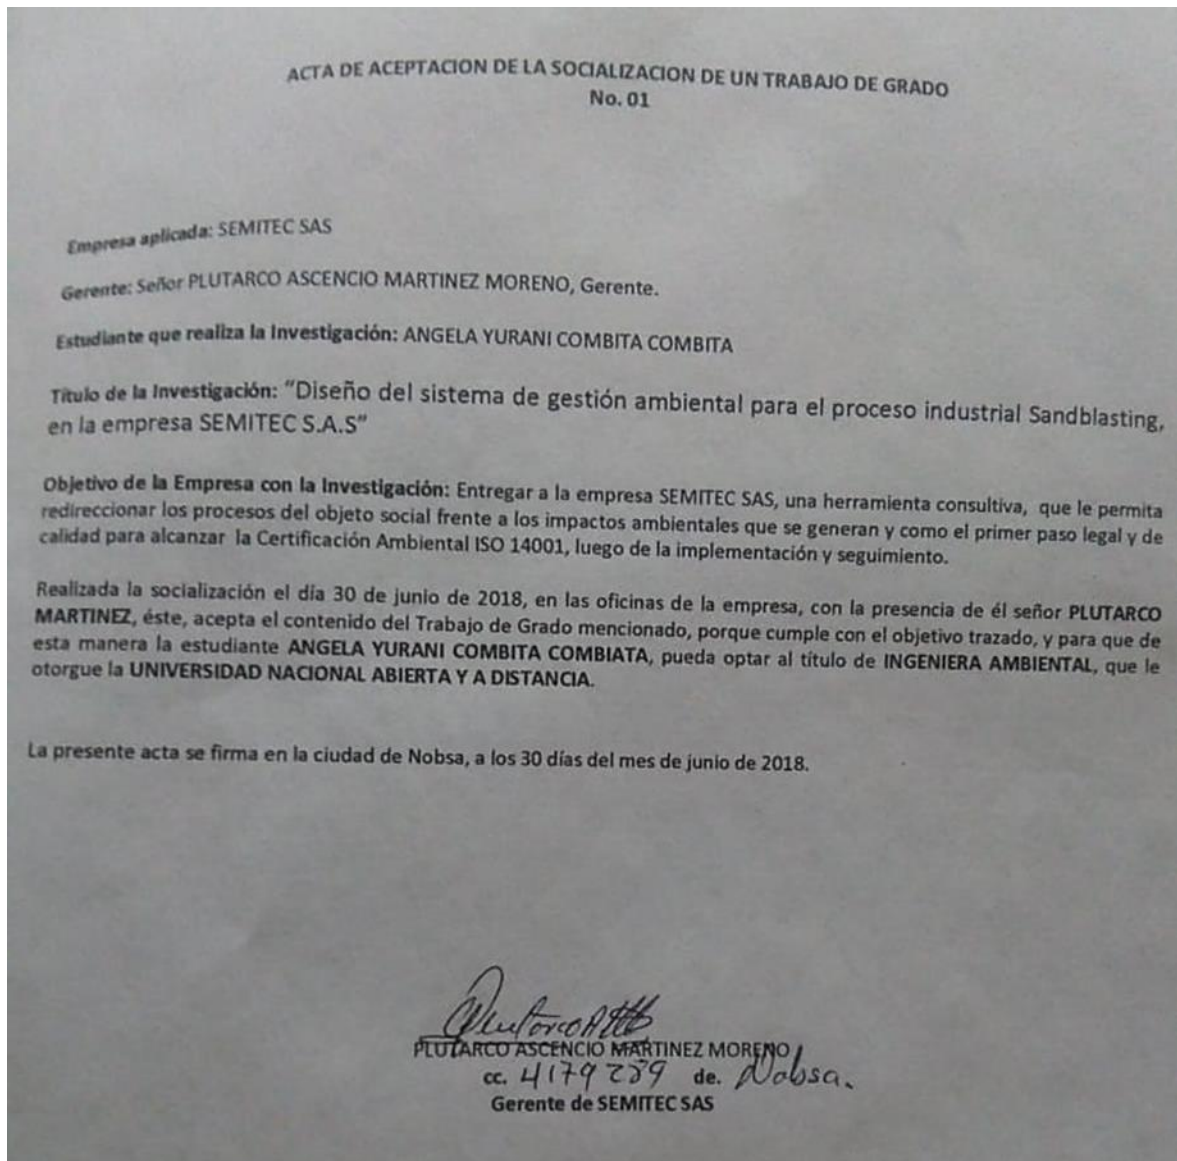 ACTA DE ACEPTACION DE LA SOCIALIZACION DE UN TRABAJO DE GRADO
No. 01
Empresa aplicada: SEMITEC SAS
Gerente: Señor PLUTARCO ASCENCIO MARTINEZ MORENO, Gerente.
Estudiante que realiza la Investigación: ANGELA YURANI COMBITA COMBITA
Titulo de la Investigación: “Diseño del sistema de gestión ambiental para el proceso industrial Sandblasting,
en la empresa SEMITEC S.A.S”
Objetivo de la Empresa con la Investigación: Entregar a la empresa SEMITEC SAS, una herramienta consultiva, que le permita
redireccionar los procesos del objeto social frente a los impactos ambientales que se generan y como el primer paso legal y de
calidad para alcanzar la Certificación Ambiental ISO 14001, luego de la implementación y seguimiento.
Realizada la socialización el día 30 de junio de 2018, en las oficinas de la empresa, con la presencia de él señor PLUTARCO
MARTINEZ, éste, acepta el contenido del Trabajo de Grado mencionado, porque cumple con el objetivo trazado, y para que de
esta manera la estudiante ANGELA YURANI COMBITA COMBIATA, pueda optar al título de INGENIERA AMBIENTAL, que le
otorgue la UNIVERSIDAD NACIONAL ABIERTA Y A DISTANCIA.
La presente acta se firma en la ciudad de Nobsa, a los 30 días del mes de junio de 2018.
PLUTARCO ASCENCIO MARTINEZ MORENO
cc. de. Nobsa.
Gerente de SEMITEC SAS